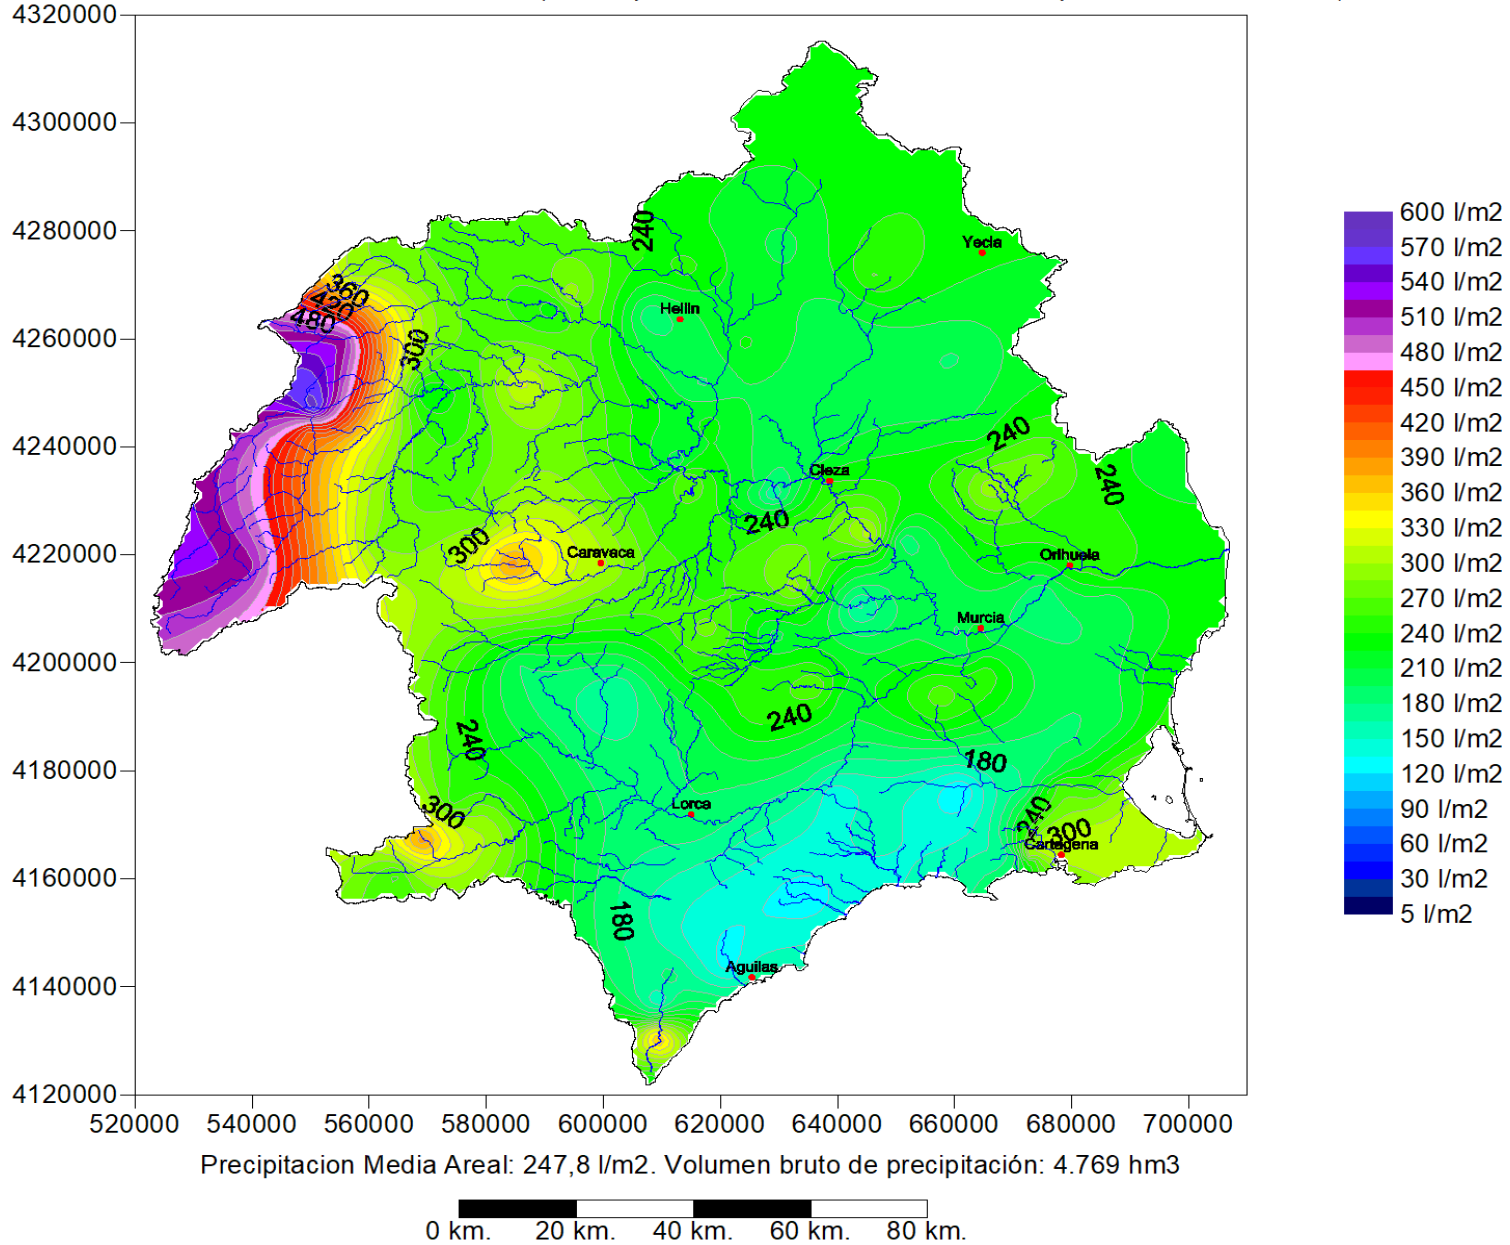 4320000
4300000
4280000
4260000
4240000
4220000
4200000
4180000
4160000
4140000
4120000
520000 540000 560000 580000 600000 620000 640000 660000 680000 700000
240
Yecla
360
420
480
300
Hellin
240
240
Cieza
240
300
Caravaca
Orihuela
Murcia
240
240
180
300
Lorca
240
300
Cartagena
180
Aguilas
600 l/m2
570 l/m2
540 l/m2
510 l/m2
480 l/m2
450 l/m2
420 l/m2
390 l/m2
360 l/m2
330 l/m2
300 l/m2
270 l/m2
240 l/m2
210 l/m2
180 l/m2
150 l/m2
120 l/m2
90 l/m2
60 l/m2
30 l/m2
5 l/m2
Precipitacion Media Areal: 247,8 l/m2. Volumen bruto de precipitación: 4.769 hm3
0 km. 20 km. 40 km. 60 km. 80 km.